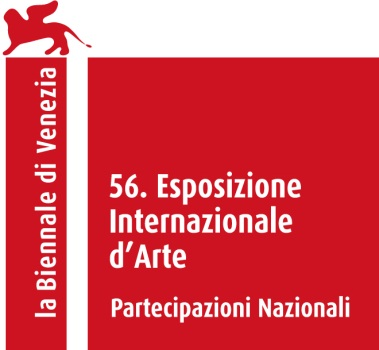 la Biennale di Venezia
56. Esposizione
Internazionale
d'Arte
Partecipazioni Nazionali